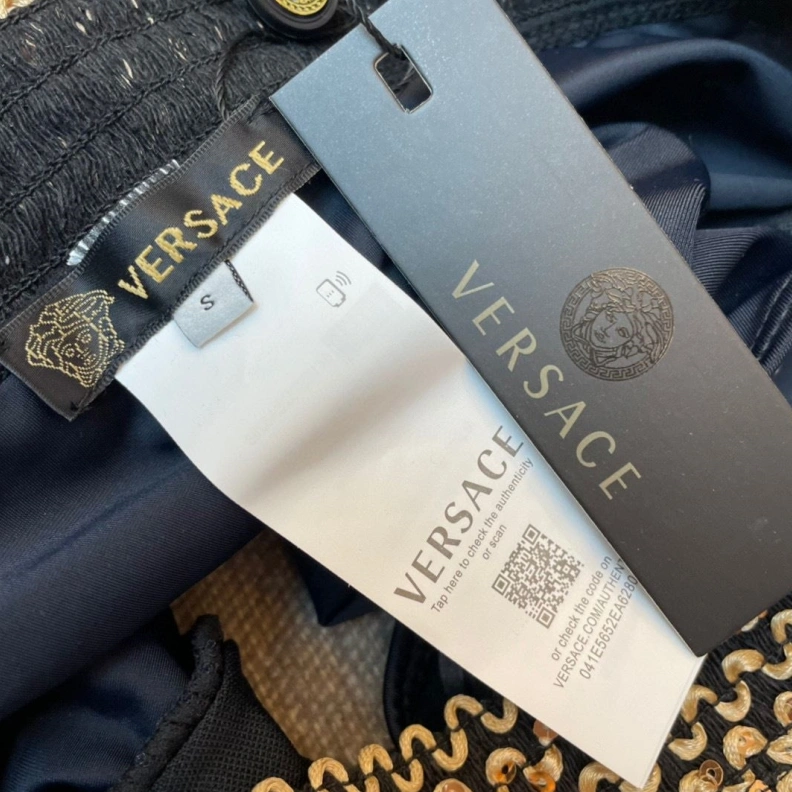 VERSACE
S
VERSACE
VERSACE
Tap here to check the authenticity
or scan
or check the code on
VERSACE.COM/AUTHEN
041E5652EA6280